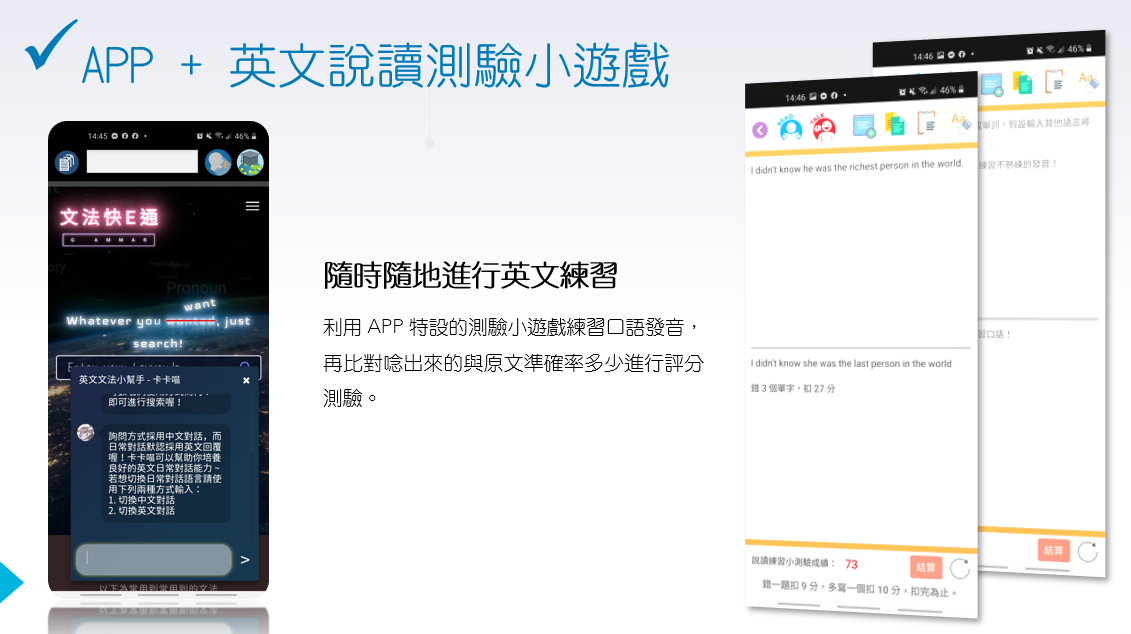 APP + 英文說讀測驗小遊戲
14:45
46%
文法快E通
G AMMAR
Pronoun
want
Whatever you wanted, just
search!
英文文法小幫手 - 卡卡喵
×
即可進行搜索喔！
詢問方式採用中文對話，而
日常對話默認採用英文回覆
喔！卡卡喵可以幫助你培養
良好的英文日常對話能力～
若想切換日常對話語言請使
用下列兩種方式輸入：
1. 切換中文對話
2. 切換英文對話
>
以下為常用到常用到的文法
隨時隨地進行英文練習
利用 APP 特設的測驗小遊戲練習口語發音，
再比對唸出來的與原文準確率多少進行評分
測驗。
14:46
46%
READ
TALK
Aa
I didn't know he was the richest person in the world.
I didn't know she was the last person in the world
錯 3 個單字，扣 27 分
說讀練習小測驗成績： 73
結算
錯一題扣 9 分，多寫一個扣 10 分，扣完為止。
14:46
46%
Aa
單詞，假設輸入其他語言將
練習不熟練的發音！
習口語！
結算